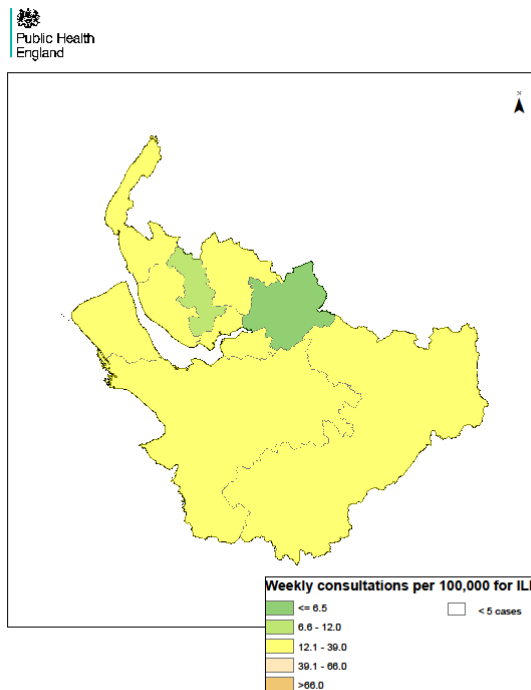 Public Health
England
Weekly consultations per 100,000 for ILI
<= 6.5
< 5 cases
6.6 - 12.0
12.1 - 39.0
39.1 - 66.0
>66.0